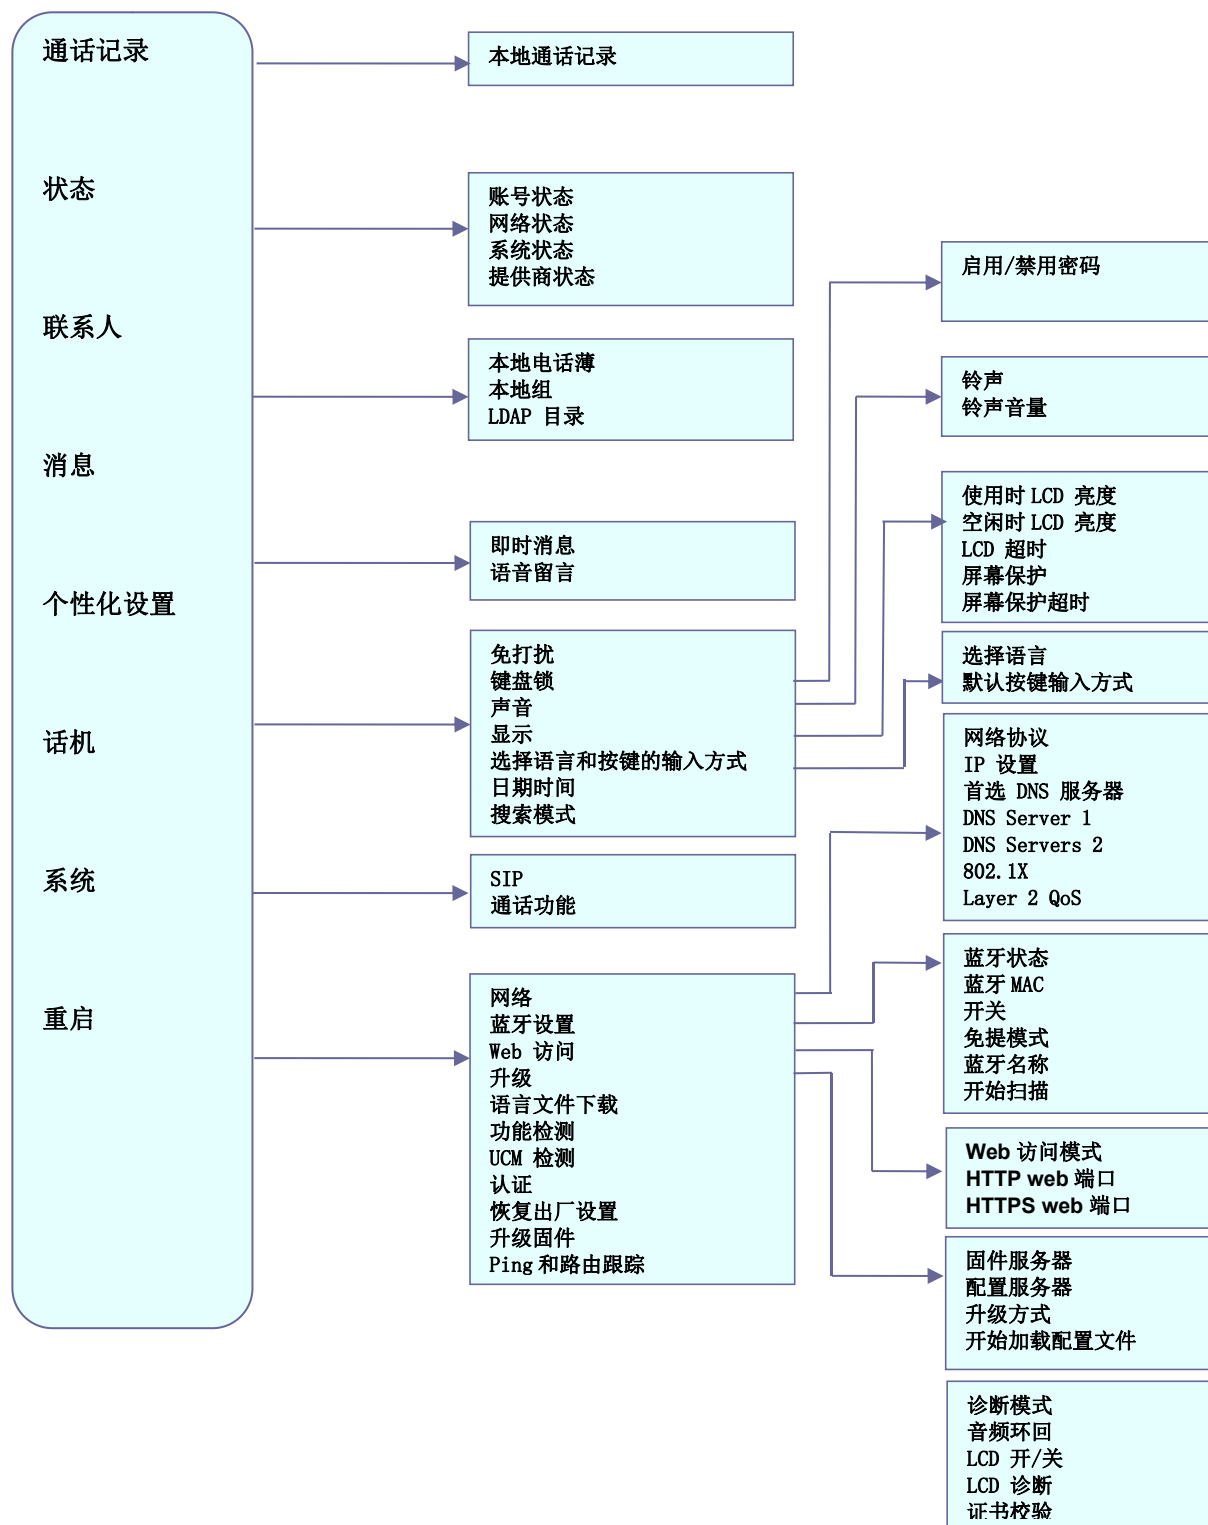 通话记录
状态
联系人
消息
个性化设置
话机
系统
重启
本地通话记录
账号状态
网络状态
系统状态
提供商状态
本地电话薄
本地组
LDAP 目录
即时消息
语音留言
免打扰
键盘锁
声音
显示
选择语言和按键的输入方式
日期时间
搜索模式
SIP
通话功能
网络
蓝牙设置
Web 访问
升级
语言文件下载
功能检测
UCM 检测
认证
恢复出厂设置
升级固件
Ping和路由跟踪
启用/禁用密码
铃声
铃声音量
使用时LCD 亮度
空闲时LCD 亮度
LCD 超时
屏幕保护
屏幕保护超时
选择语言
默认按键输入方式
网络协议
IP 设置
首选 DNS 服务器
DNS Server 1
DNS Servers 2
802.1X
Layer 2 QoS
蓝牙状态
蓝牙MAC
开关
免提模式
蓝牙名称
开始扫描
Web 访问模式
HTTP web 端口
HTTPS web 端口
固件服务器
配置服务器
升级方式
开始加载配置文件
诊断模式
音频环回
LCD 开/关
LCD 诊断
证书校验